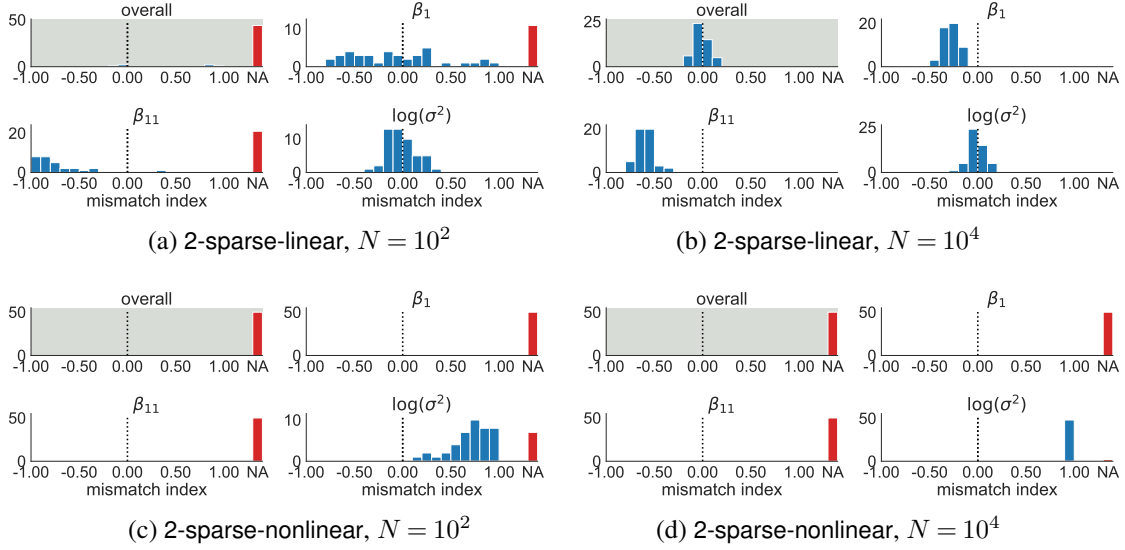 overall
50
0
-1.00 -0.50 0.00 0.50 1.00 NA
β1
10
0
-1.00 -0.50 0.00 0.50 1.00 NA
β11
20
0
-1.00 -0.50 0.00 0.50 1.00 NA
mismatch index
log(σ²)
10
0
-1.00 -0.50 0.00 0.50 1.00 NA
mismatch index
(a) 2-sparse-linear, N = 10²
overall
25
0
-1.00 -0.50 0.00 0.50 1.00 NA
β1
20
0
-1.00 -0.50 0.00 0.50 1.00 NA
β11
20
0
-1.00 -0.50 0.00 0.50 1.00 NA
mismatch index
log(σ²)
25
0
-1.00 -0.50 0.00 0.50 1.00 NA
mismatch index
(b) 2-sparse-linear, N = 10⁴
overall
50
0
-1.00 -0.50 0.00 0.50 1.00 NA
β1
50
0
-1.00 -0.50 0.00 0.50 1.00 NA
β11
50
0
-1.00 -0.50 0.00 0.50 1.00 NA
mismatch index
log(σ²)
10
0
-1.00 -0.50 0.00 0.50 1.00 NA
mismatch index
(c) 2-sparse-nonlinear, N = 10²
overall
50
0
-1.00 -0.50 0.00 0.50 1.00 NA
β1
50
0
-1.00 -0.50 0.00 0.50 1.00 NA
β11
50
0
-1.00 -0.50 0.00 0.50 1.00 NA
mismatch index
log(σ²)
50
25
0
-1.00 -0.50 0.00 0.50 1.00 NA
mismatch index
(d) 2-sparse-nonlinear, N = 10⁴